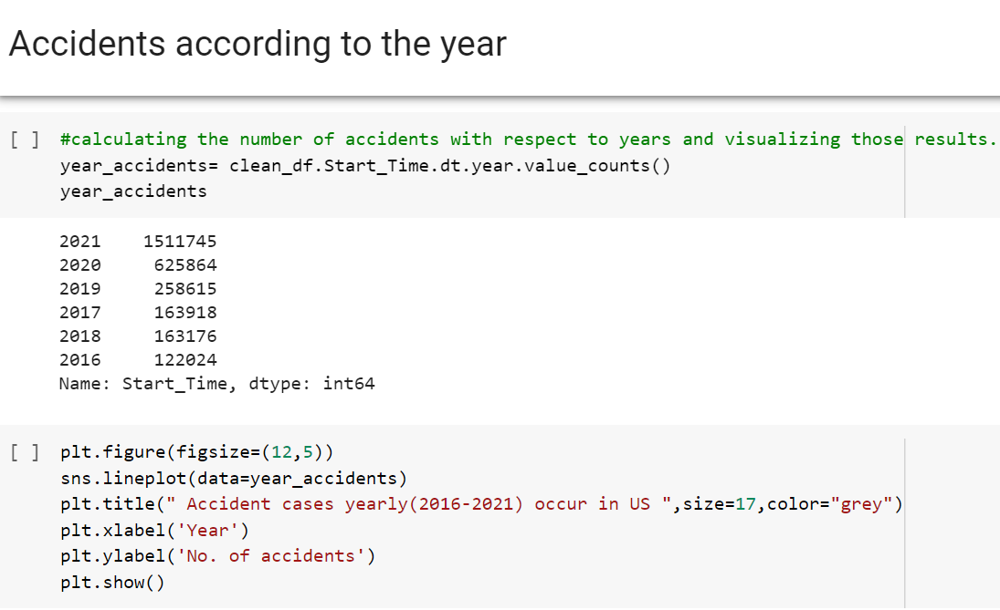 Accidents according to the year
[ ] #calculating the number of accidents with respect to years and visualizing those results.
year_accidents= clean_df.Start_Time.dt.year.value_counts()
year_accidents
2021    1511745
2020     625864
2019     258615
2017     163918
2018     163176
2016     122024
Name: Start_Time, dtype: int64
[ ] plt.figure(figsize=(12,5))
sns.lineplot(data=year_accidents)
plt.title(" Accident cases yearly(2016-2021) occur in US ",size=17,color="grey")
plt.xlabel('Year')
plt.ylabel('No. of accidents')
plt.show()